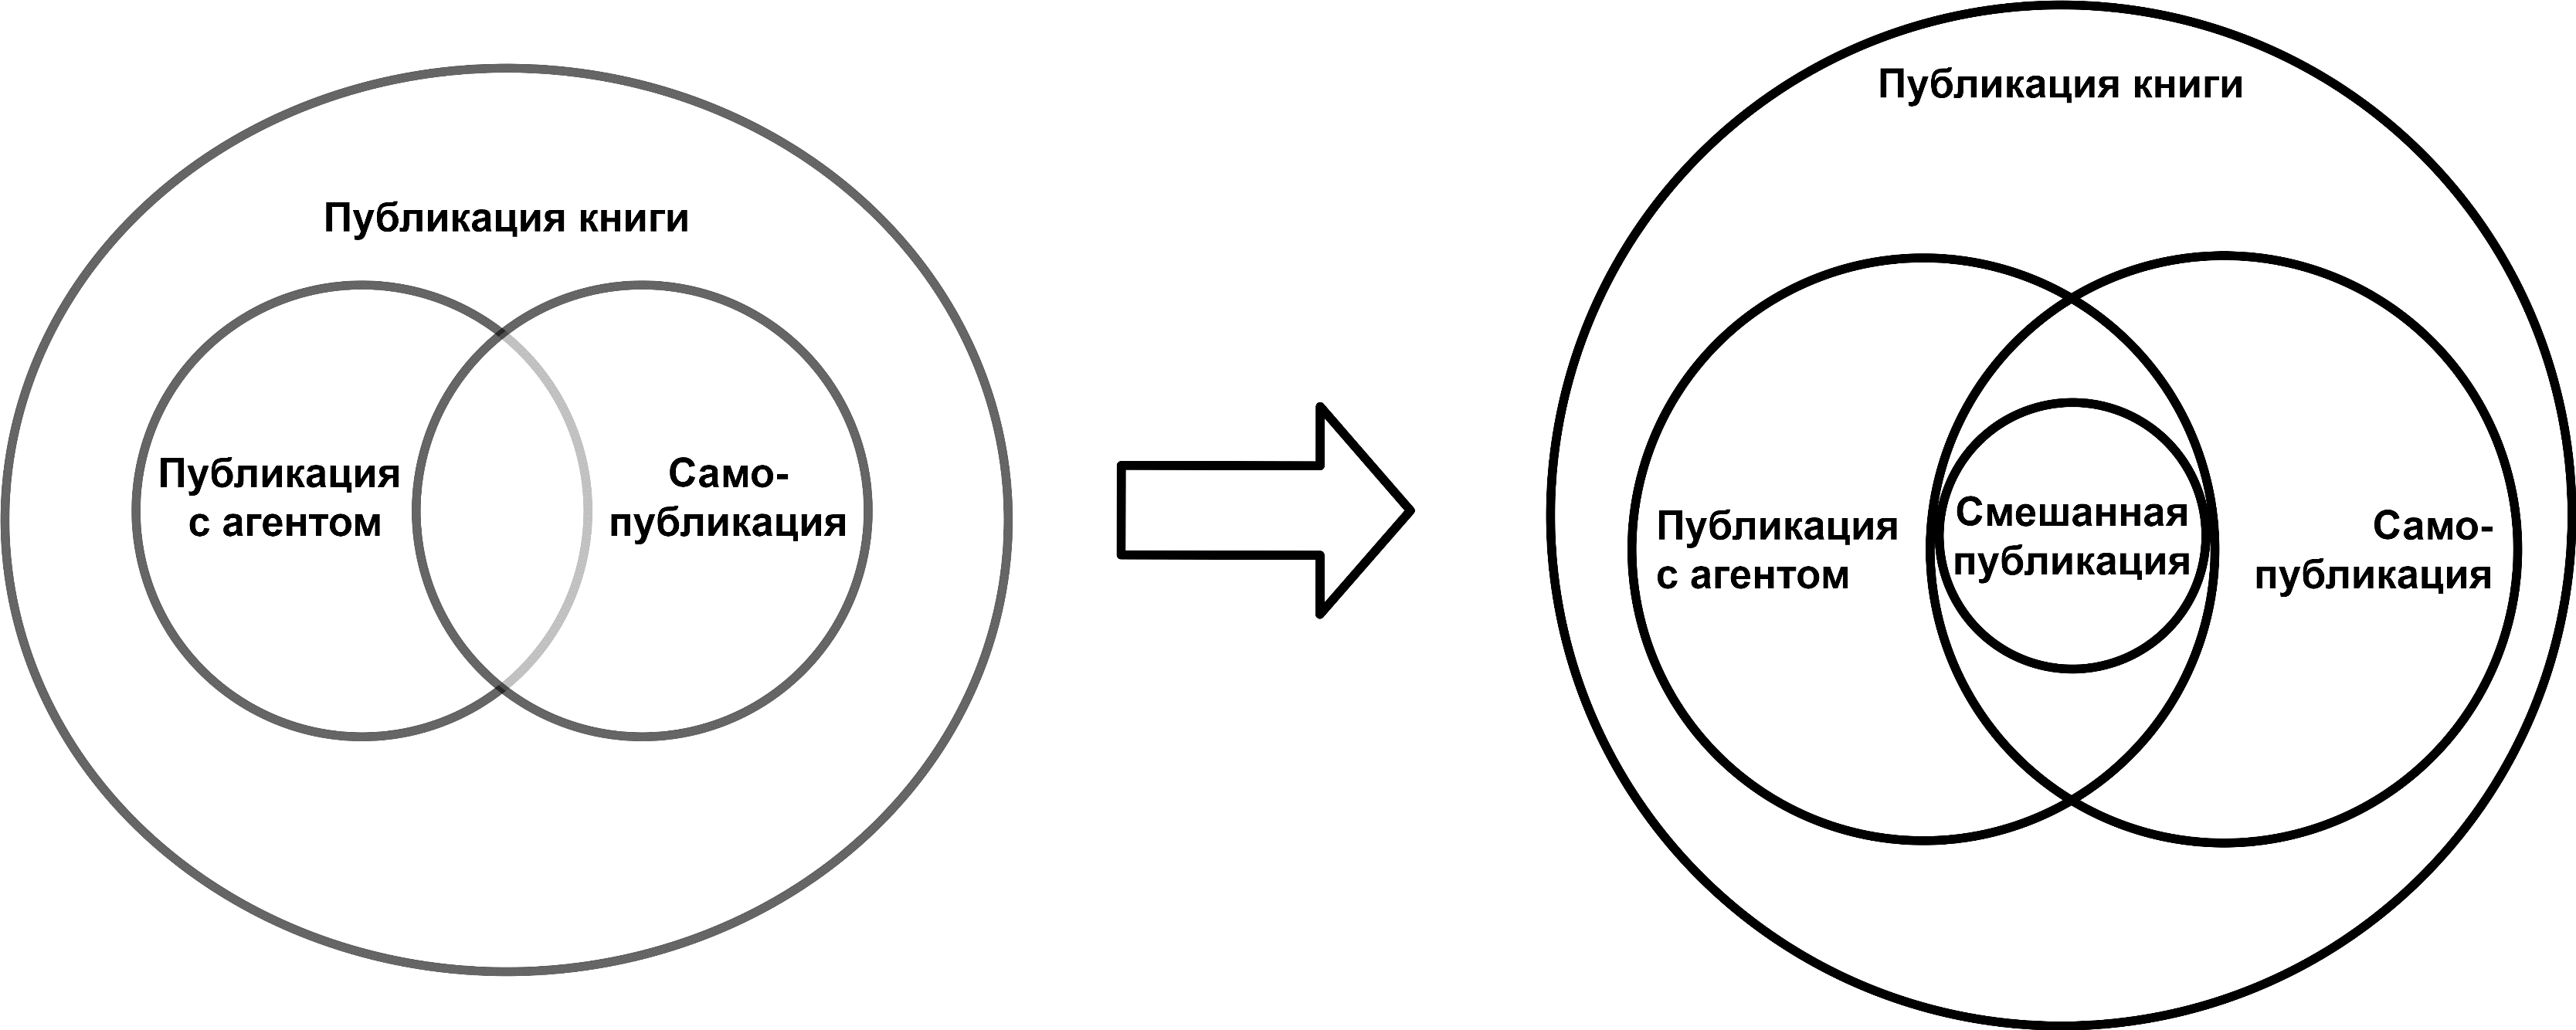 Публикация книги
Публикация
с агентом
Само-
публикация
Публикация книги
Публикация
с агентом
Смешанная
публикация
Само-
публикация